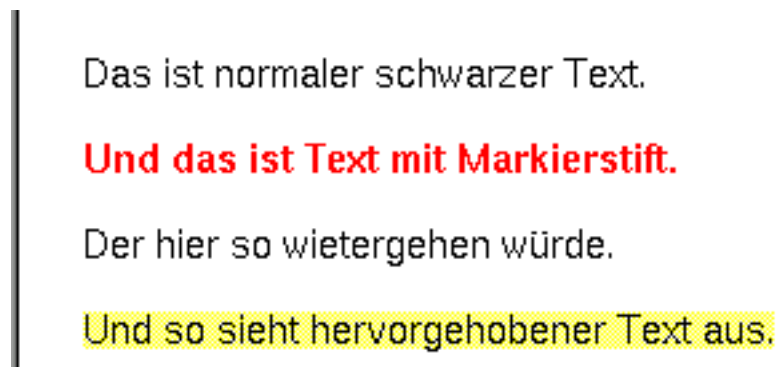 Das ist normaler schwarzer Text.
Und das ist Text mit Markierstift.
Der hier so wietergehen würde.
Und so sieht hervorgehobener Text aus.